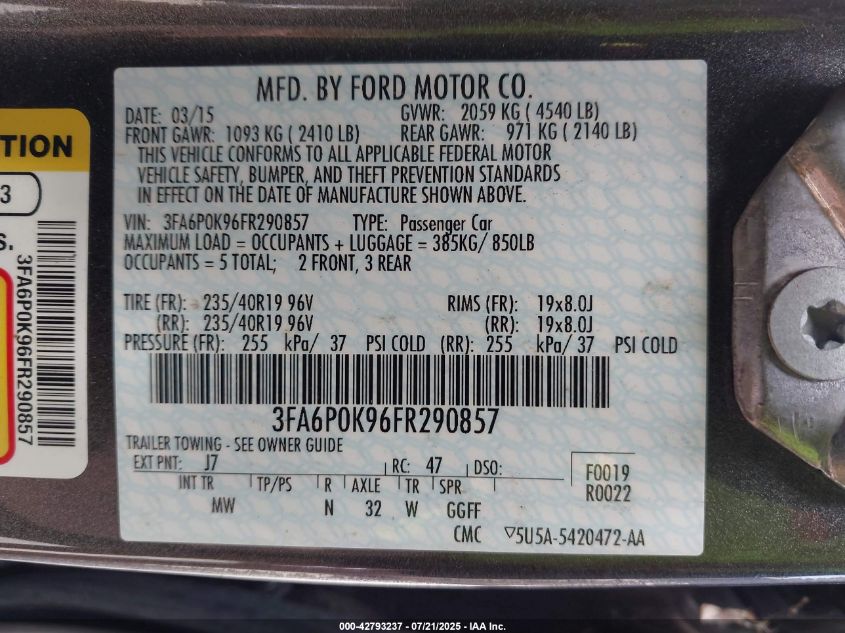 MFD. BY FORD MOTOR CO.
DATE: 03/15 GVWR: 2059 KG ( 4540 LB)
FRONT GAWR: 1093 KG ( 2410 LB) REAR GAWR: 971 KG ( 2140 LB)
THIS VEHICLE CONFORMS TO ALL APPLICABLE FEDERAL MOTOR
VEHICLE SAFETY, BUMPER, AND THEFT PREVENTION STANDARDS
IN EFFECT ON THE DATE OF MANUFACTURE SHOWN ABOVE.
VIN: 3FA6P0K96FR290857 TYPE: Passenger Car
MAXIMUM LOAD = OCCUPANTS + LUGGAGE = 385KG/ 850LB
OCCUPANTS = 5 TOTAL; 2 FRONT, 3 REAR
TIRE (FR): 235/40R19 96V RIMS (FR): 19x8.0J
(RR): 235/40R19 96V (RR): 19x8.0J
PRESSURE (FR): 255 kPa/ 37 PSI COLD (RR): 255 kPa/ 37 PSI COLD
3FA6P0K96FR290857
TRAILER TOWING - SEE OWNER GUIDE
EXT PNT: J7 RC: 47 DSO:
F0019
R0022
INT TR TP/PS R AXLE TR SPR
MW N 32 W GGFF
CMC ▽5U5A-5420472-AA
TION
3
S.
3FA6P0K96FR290857
000-42793237 - 07/21/2025 - IAA Inc.